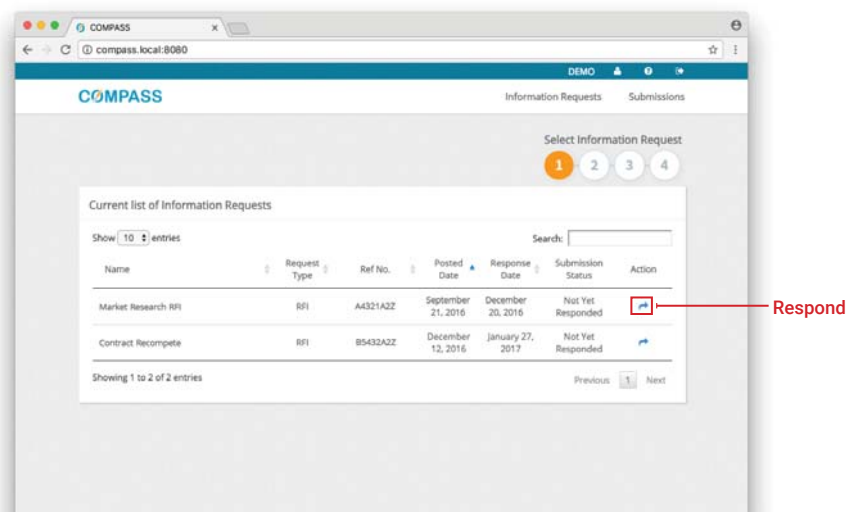 COMPASS
compass.local:8080
DEMO
COMPASS
Information Requests Submissions
Select Information Request
1 2 3 4
Current list of Information Requests
Show 10 entries
Search:
Name Request Type Ref No. Posted Date Response Date Submission Status Action
Market Research RFI RFI A4321A2Z September 21, 2016 December 20, 2016 Not Yet Responded
Respond
Contract Recompete RFI B5432A2Z December 12, 2016 January 27, 2017 Not Yet Responded
Showing 1 to 2 of 2 entries
Previous 1 Next